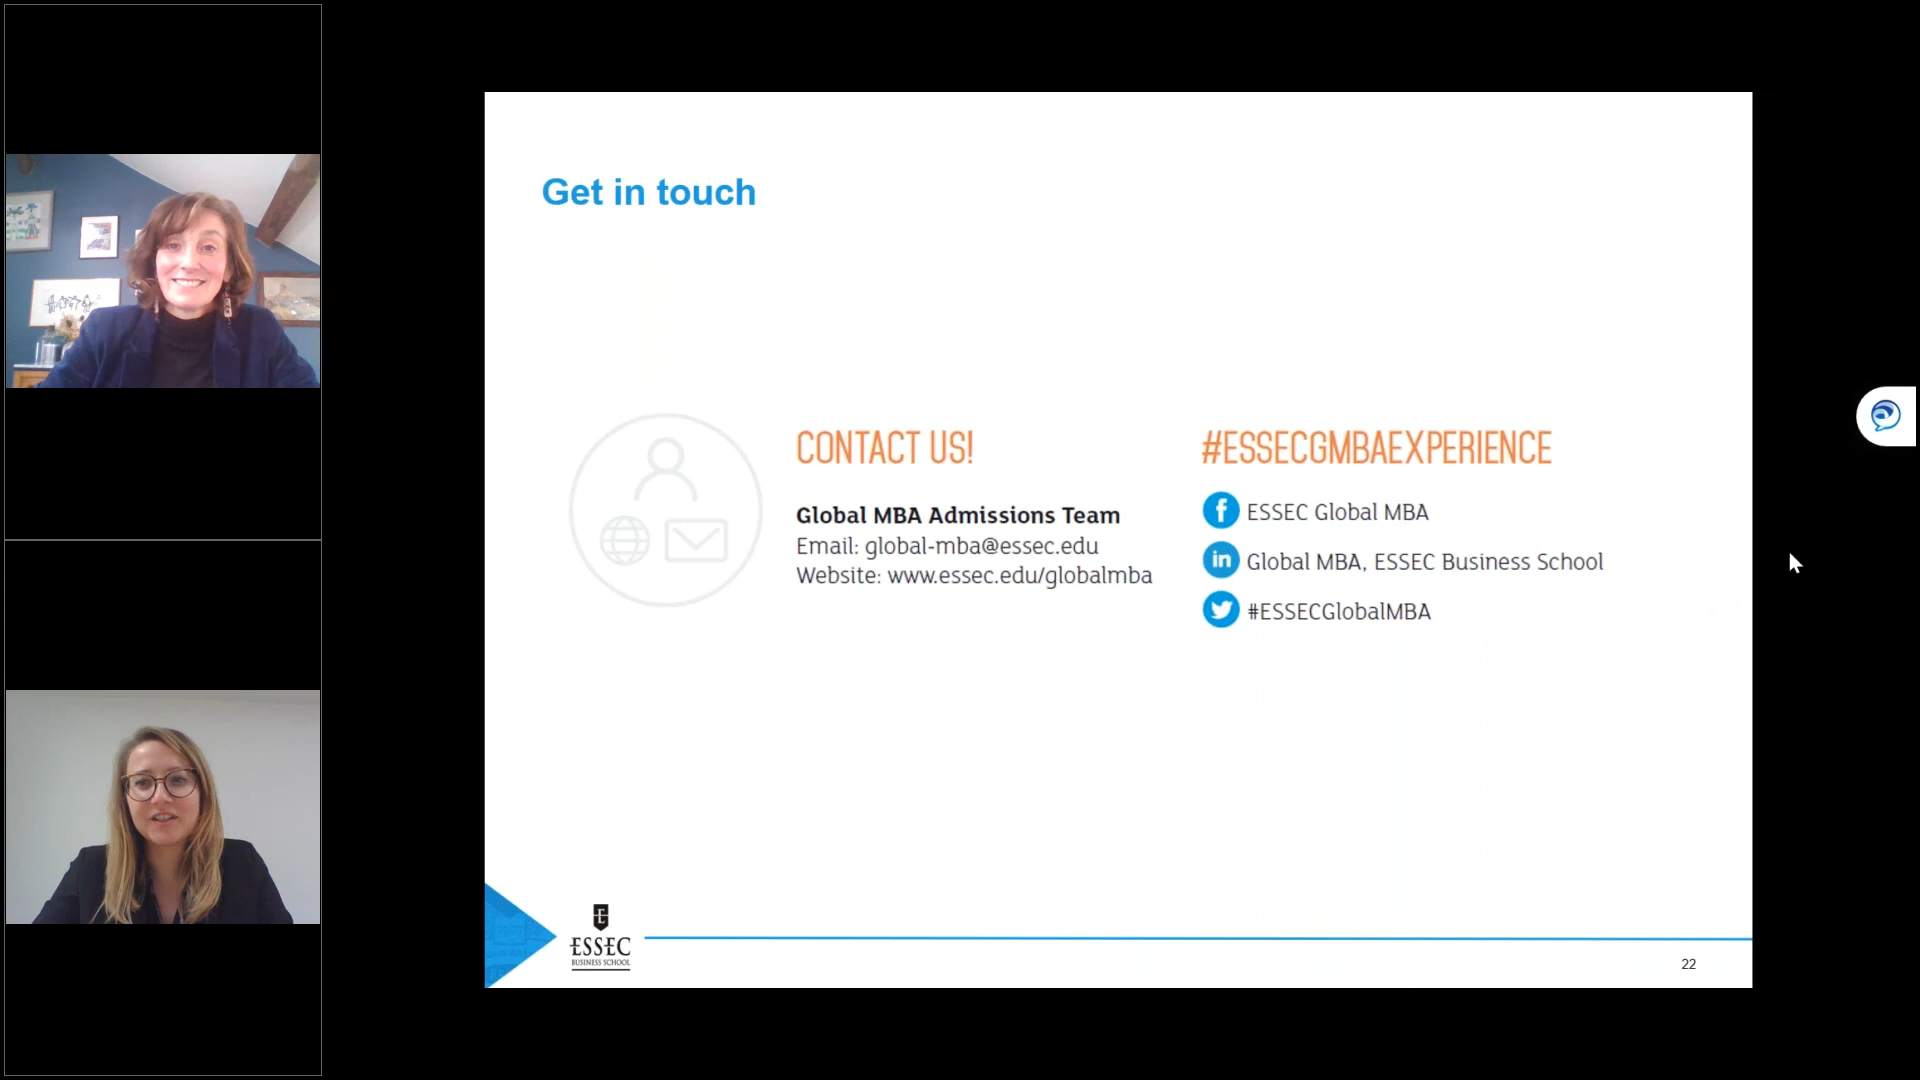 Get in touch
CONTACT US!
Global MBA Admissions Team
Email: global-mba@essec.edu
Website: www.essec.edu/globalmba
#ESSECGMBAEXPERIENCE
ESSEC Global MBA
Global MBA, ESSEC Business School
#ESSECGlobalMBA
ESSEC
BUSINESS SCHOOL
22